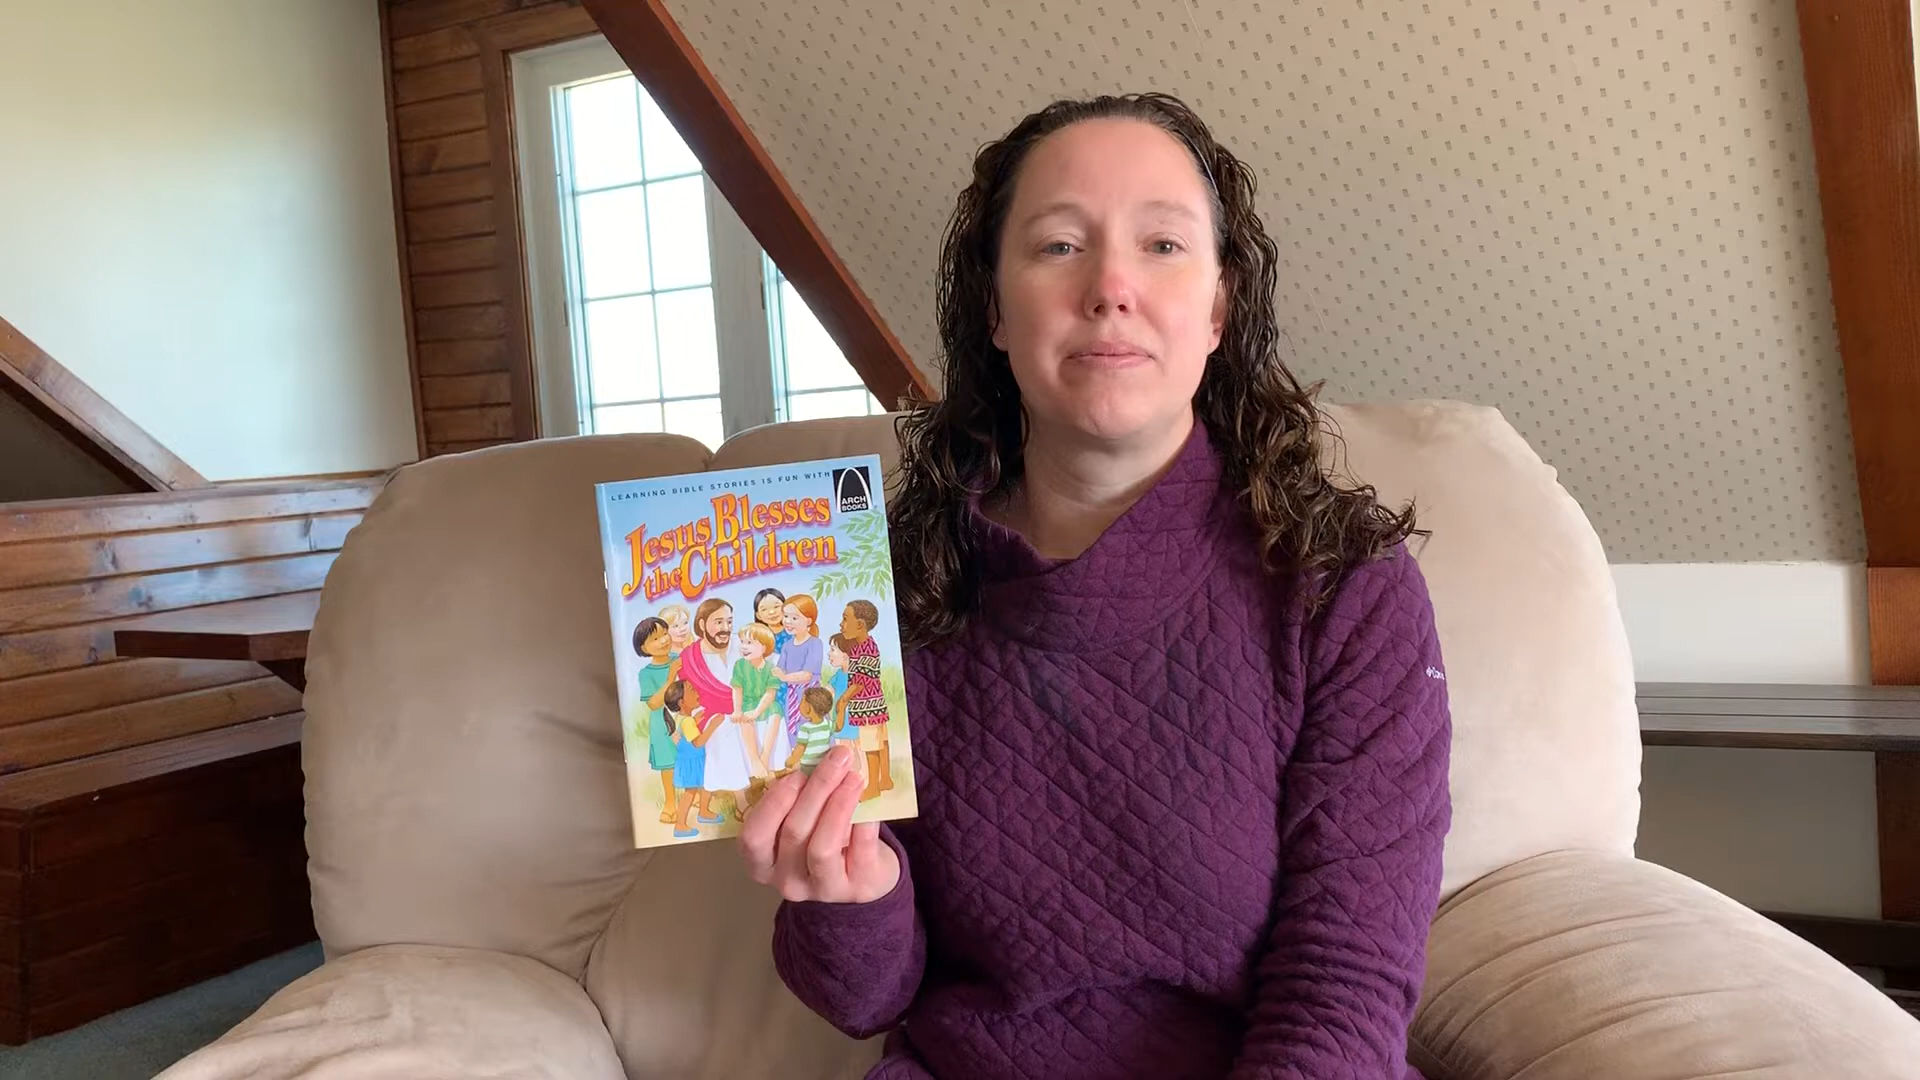 LEARNING BIBLE STORIES IS FUN WITH
ARCH
BOOKS
Jesus Blesses
the Children